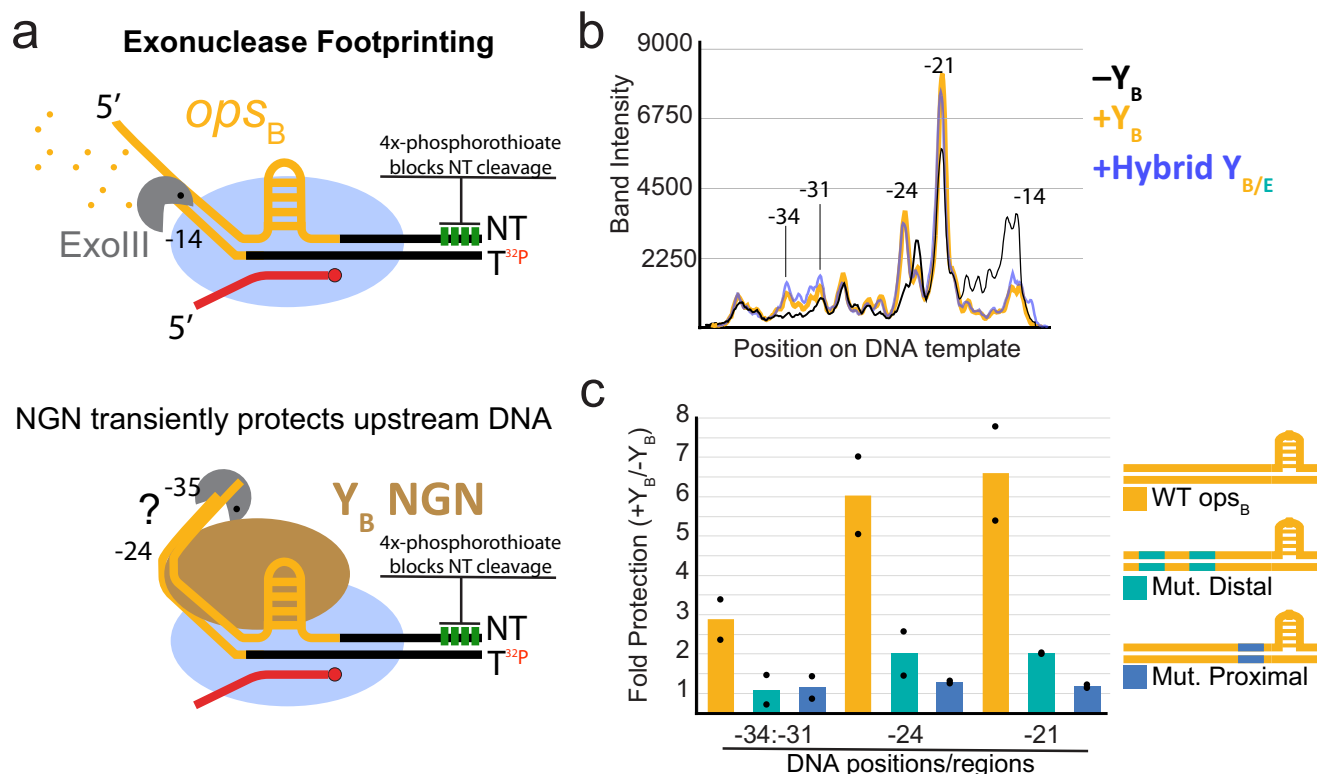 a
Exonuclease Footprinting
5’
opsB
4x-phosphorothioate
blocks NT cleavage
ExoIII
-14
NT
T32P
5’
NGN transiently protects upstream DNA
-35
?
-24
YB NGN
4x-phosphorothioate
blocks NT cleavage
NT
T32P
b
9000
6750
4500
2250
Band Intensity
-34
-31
-24
-21
-14
Position on DNA template
–YB
+YB
+Hybrid YB/E
c
8
7
6
5
4
3
2
1
Fold Protection (+YB/-YB)
-34:-31
-24
-21
DNA positions/regions
WT opsB
Mut. Distal
Mut. Proximal